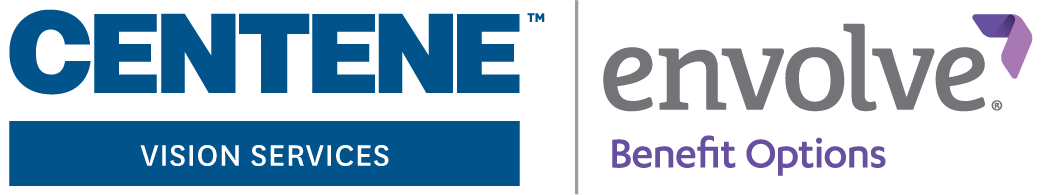 CENTENE™
VISION SERVICES
envolve®
Benefit Options